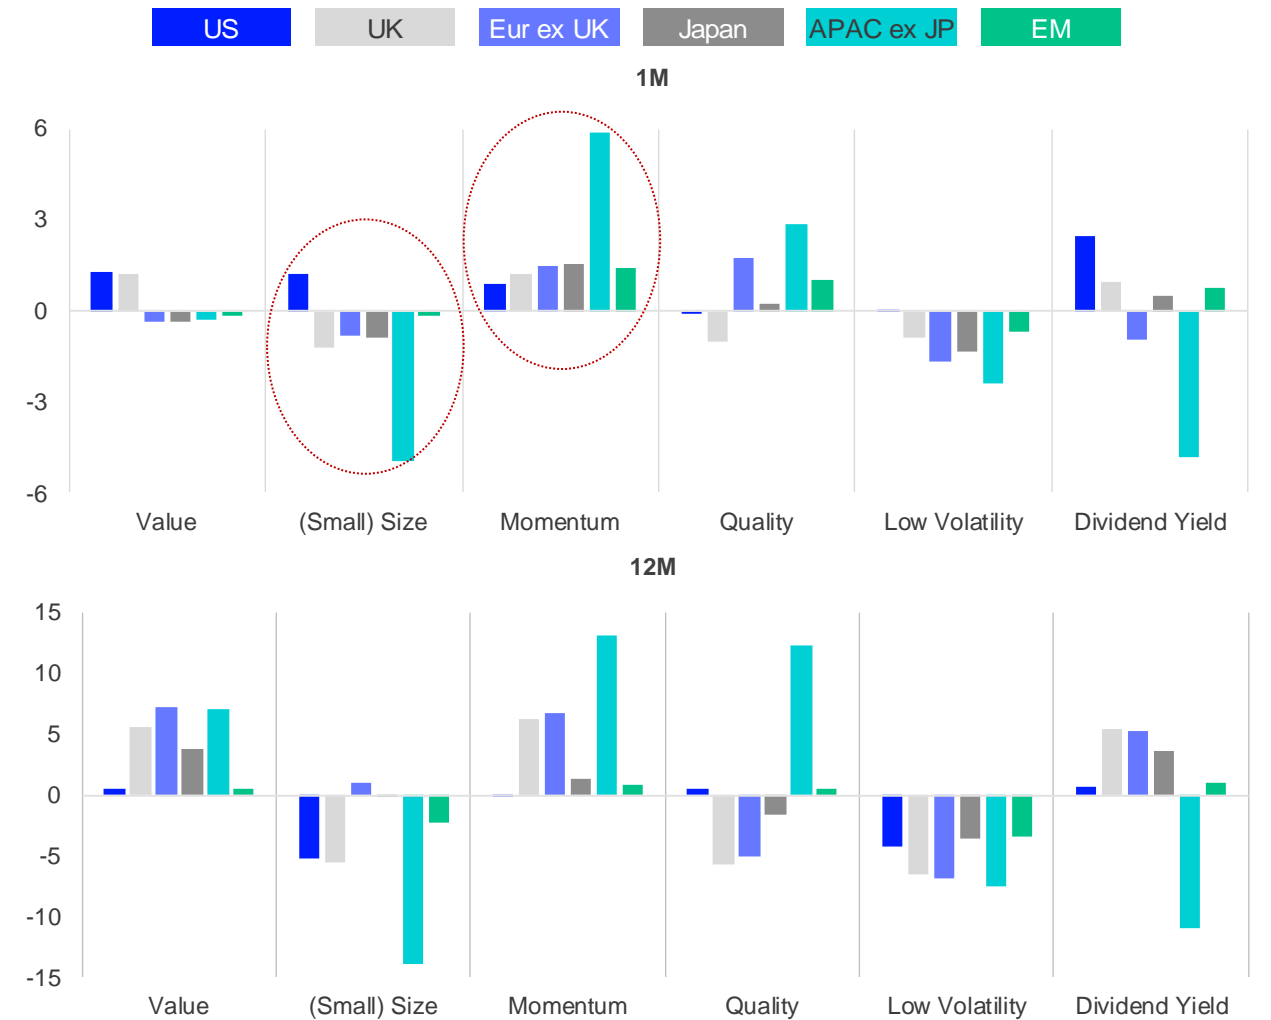 US UK Eur ex UK Japan APAC ex JP EM
1M
6
3
0
-3
-6
Value (Small) Size Momentum Quality Low Volatility Dividend Yield
12M
15
10
5
0
-5
-10
-15
Value (Small) Size Momentum Quality Low Volatility Dividend Yield